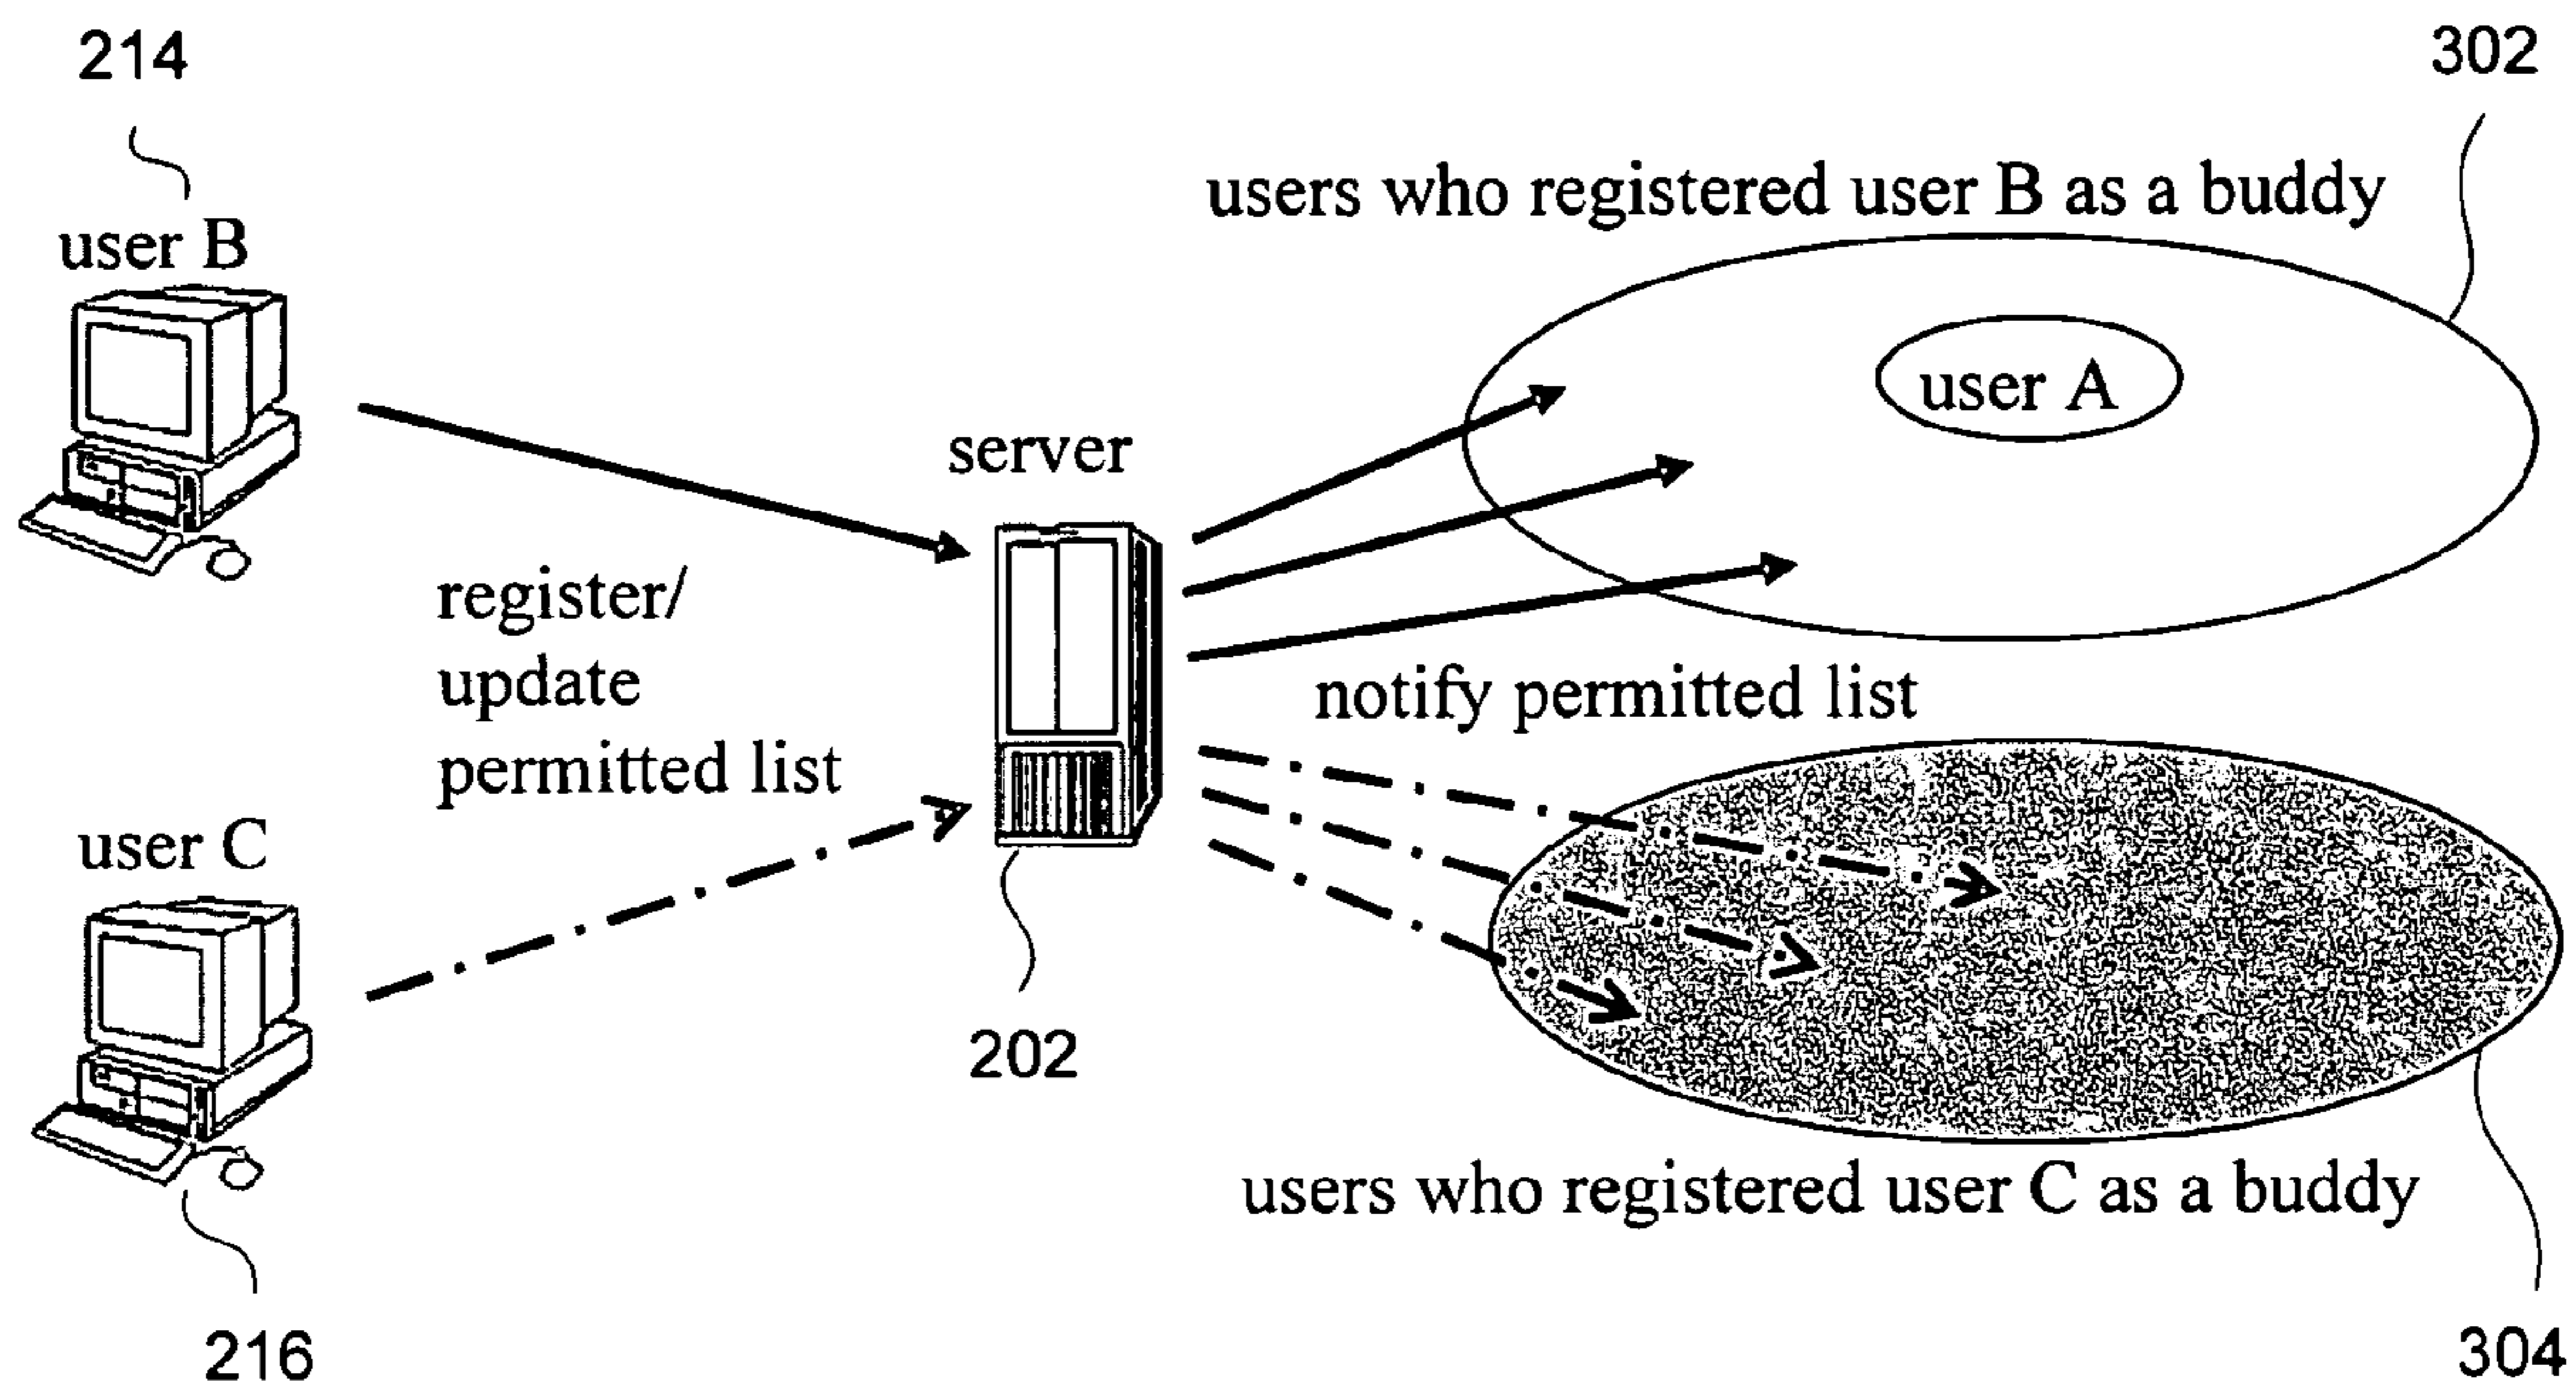 214
302
users who registered user B as a buddy
user B
user A
server
register/
update
permitted list
notify permitted list
user C
202
users who registered user C as a buddy
216
304